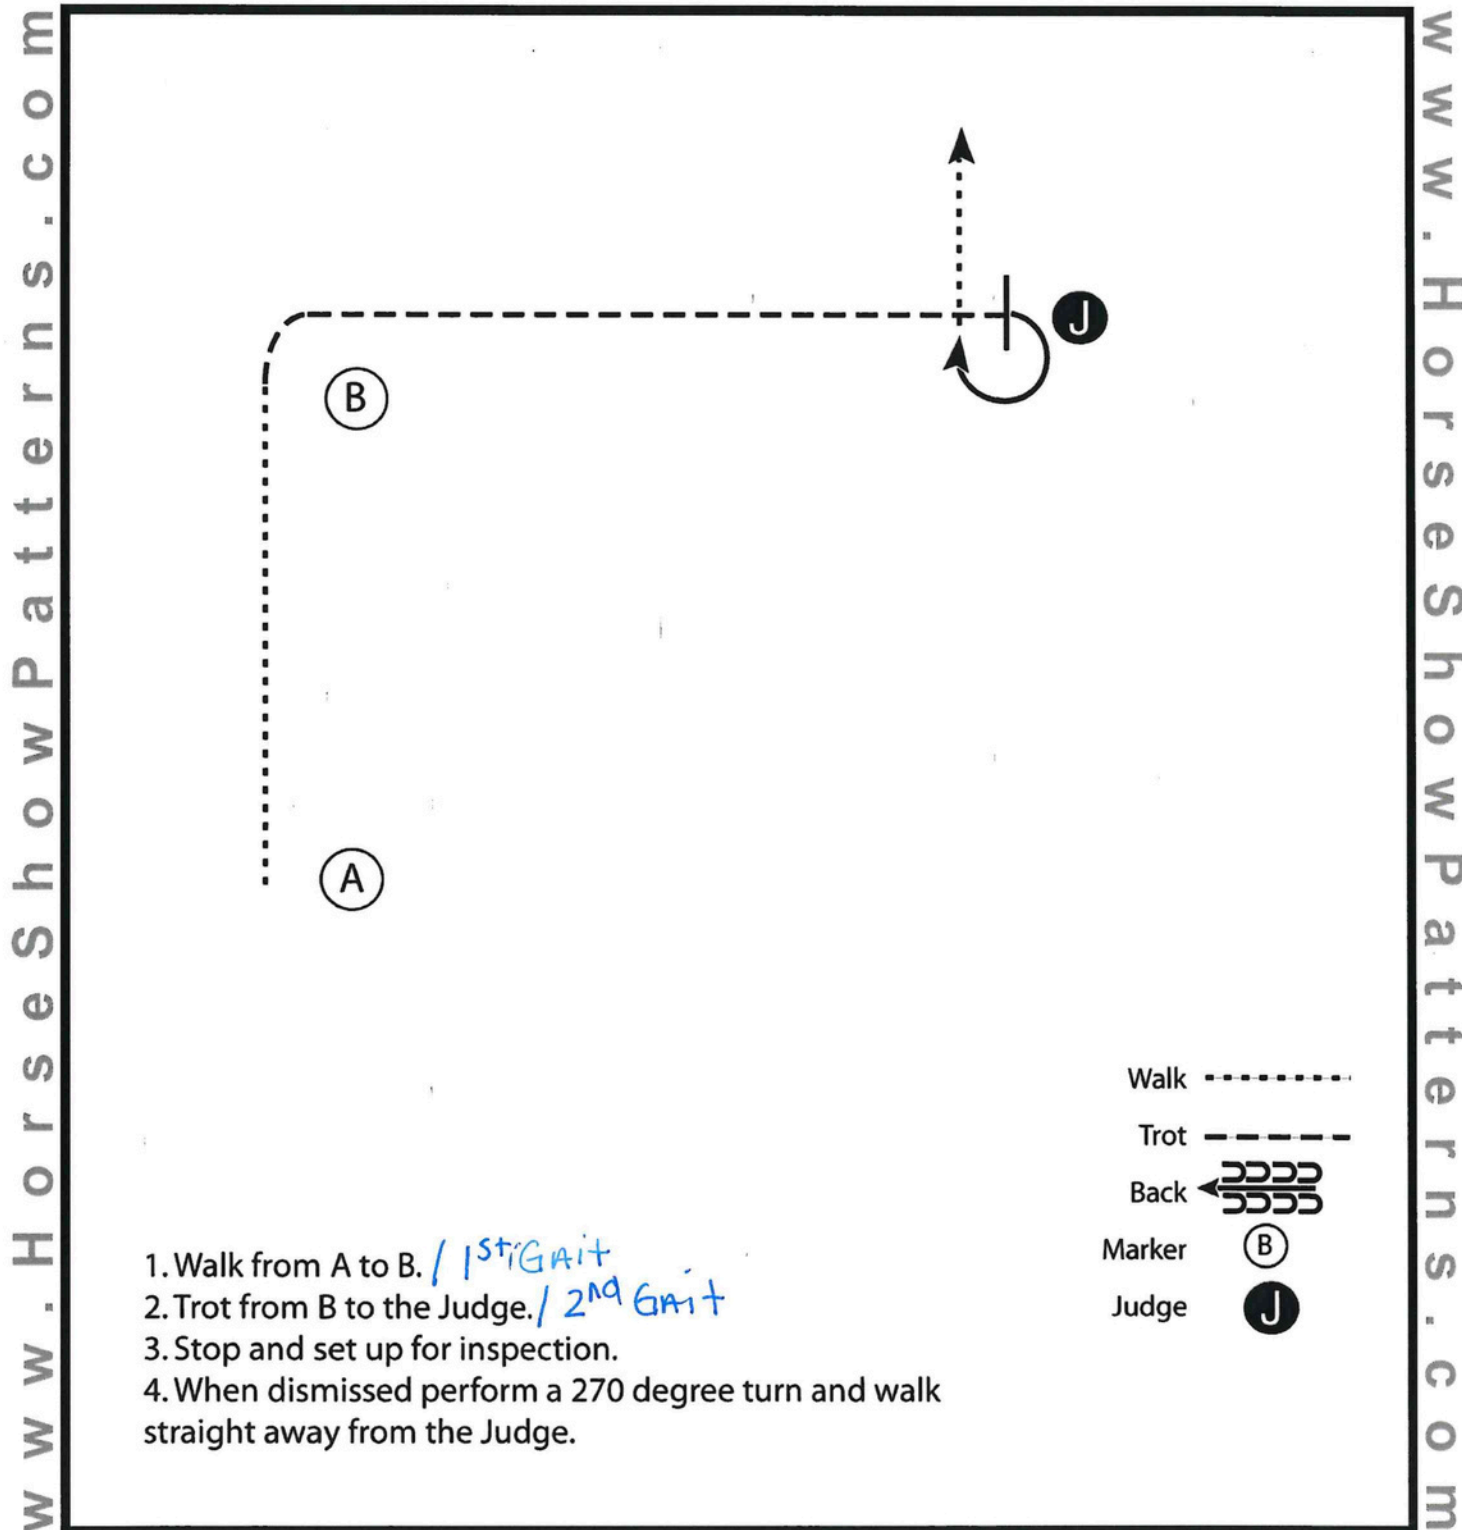 www.HorseShowPatterns.com
www.HorseShowPatterns.com
J
B
A
Walk
Trot
Back
Marker B
Judge J
1. Walk from A to B. / 1st Gait
2. Trot from B to the Judge. / 2nd Gait
3. Stop and set up for inspection.
4. When dismissed perform a 270 degree turn and walk
straight away from the Judge.